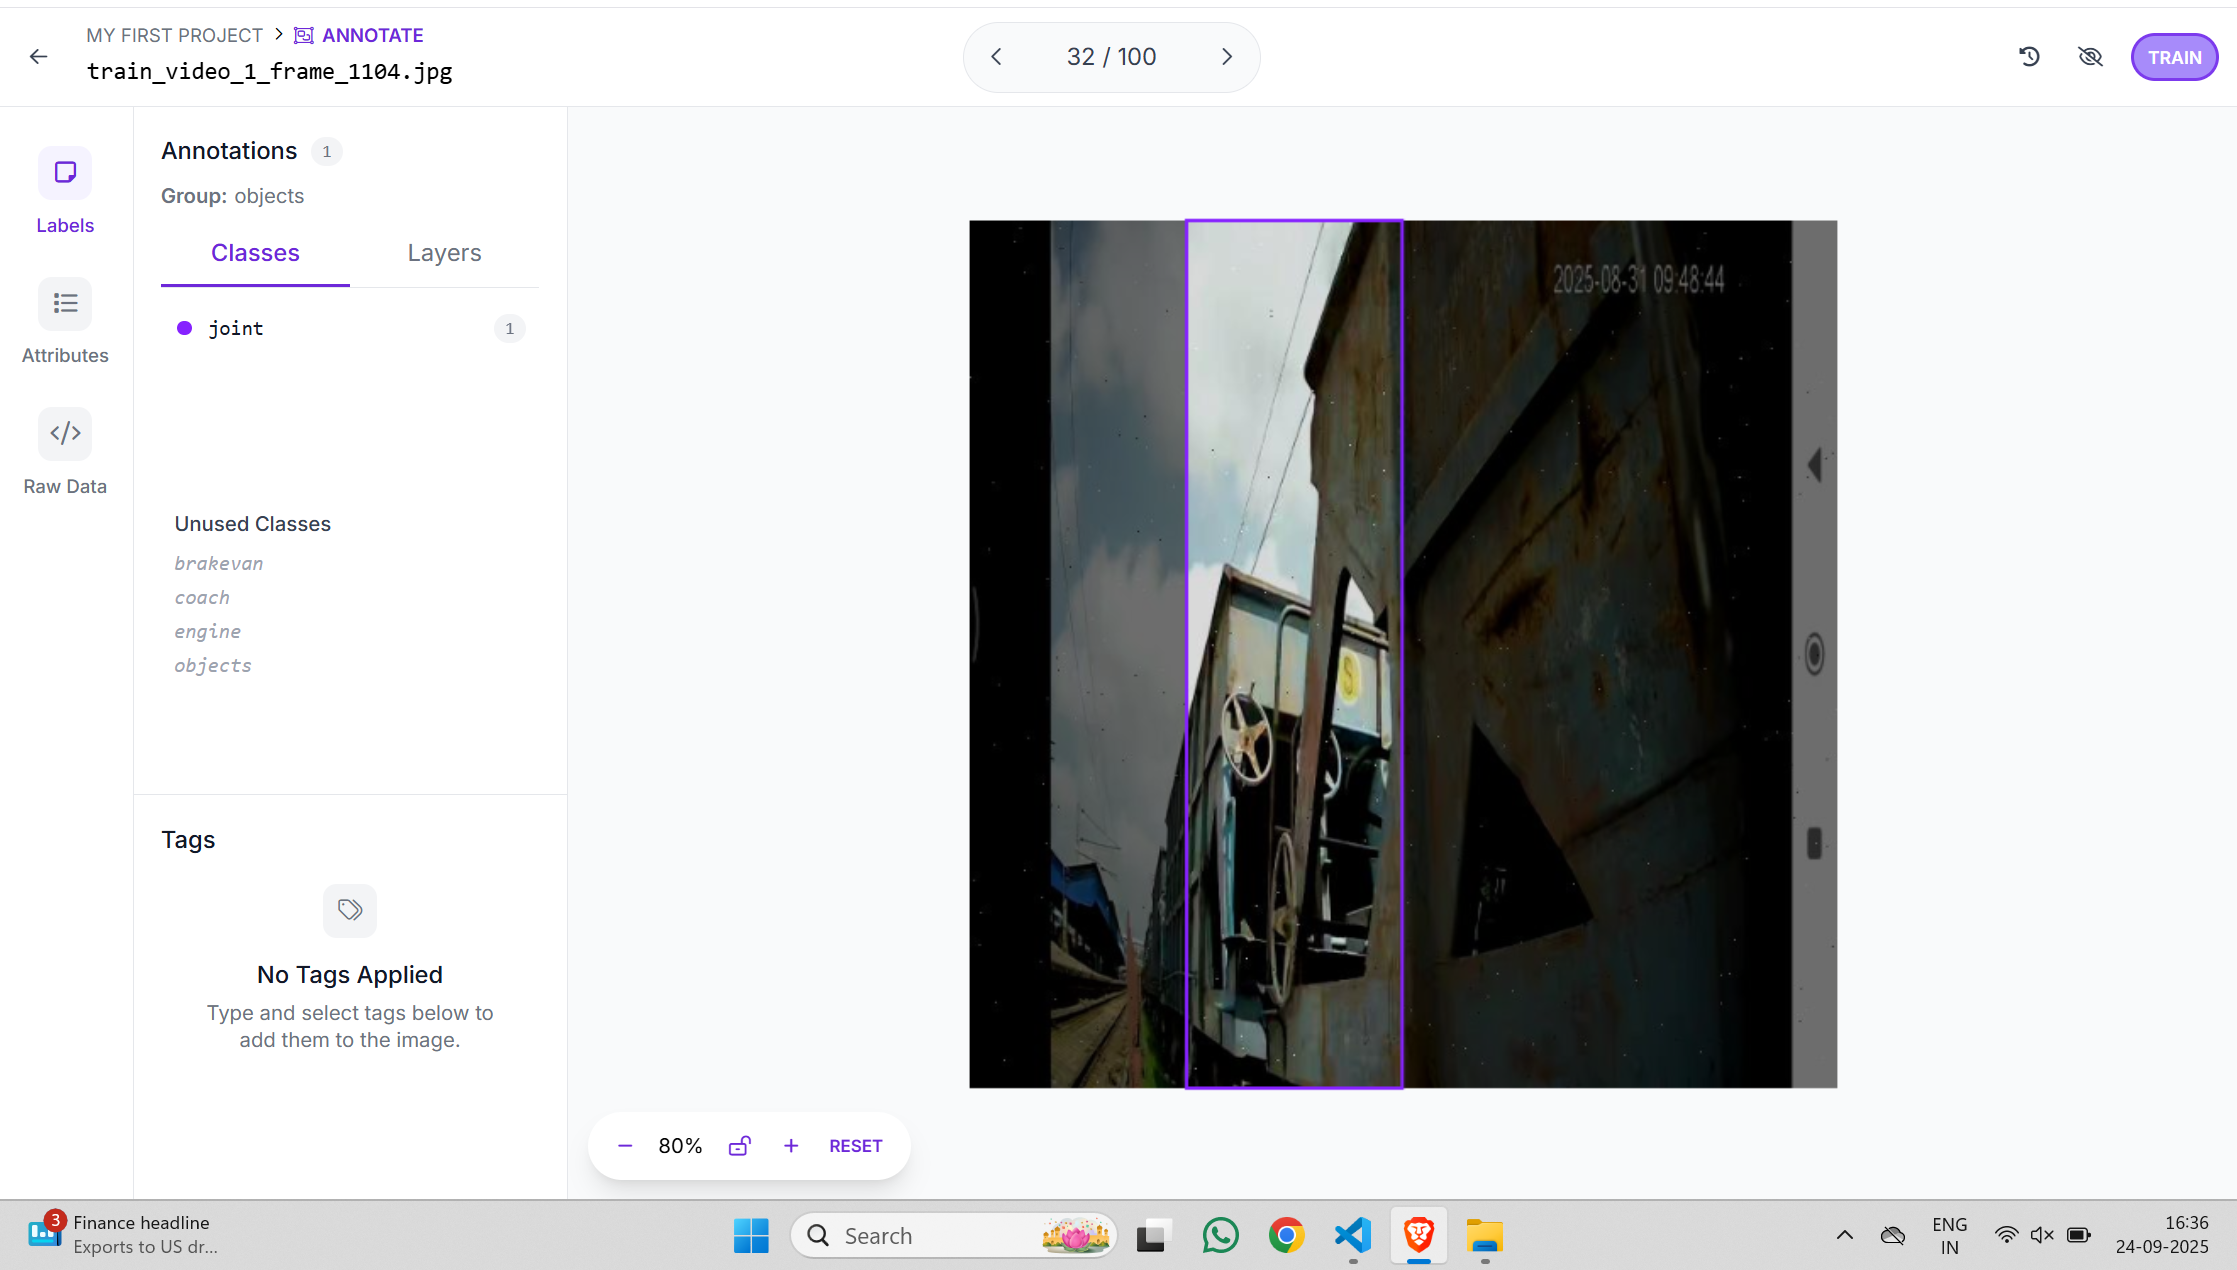 MY FIRST PROJECT > ANNOTATE
train_video_1_frame_1104.jpg
32 / 100
TRAIN
Labels
Attributes
Raw Data
Annotations 1
Group: objects
Classes Layers
joint 1
Unused Classes
brakevan
coach
engine
objects
Tags
No Tags Applied
Type and select tags below to
add them to the image.
2025-08-31 09:48:44
S
80% RESET
3
Finance headline
Exports to US dr...
Search
ENG
IN
16:36
24-09-2025